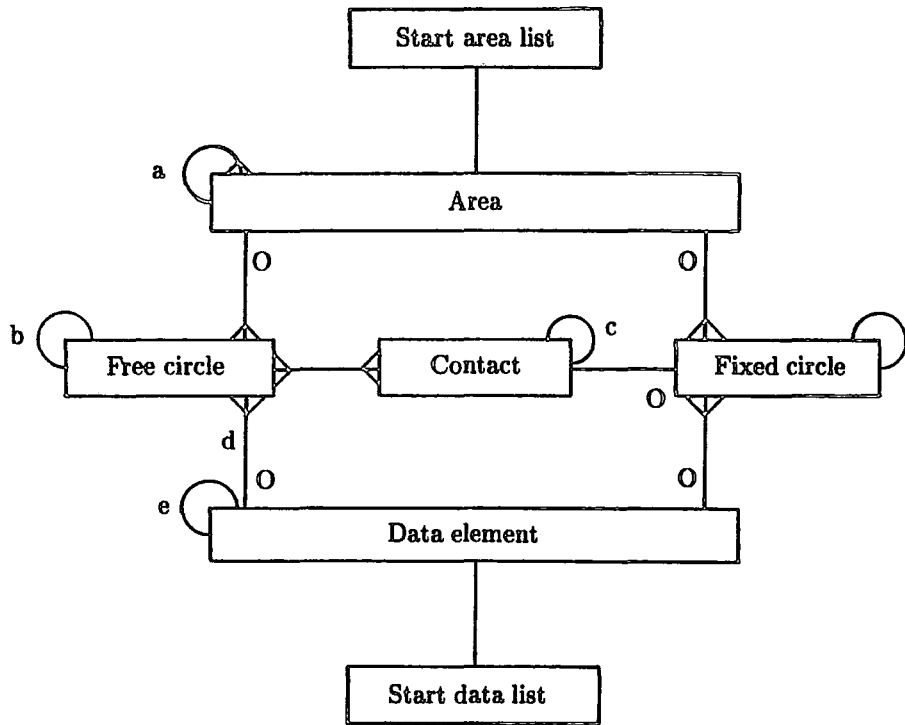 Start area list
a
Area
O
O
b
c
Free circle
Contact
Fixed circle
O
d
O
O
e
Data element
Start data list